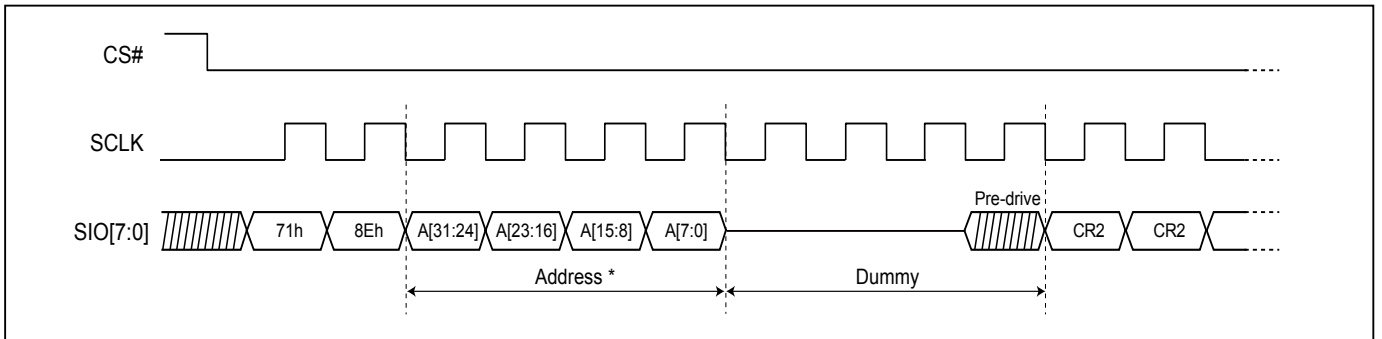 CS#
SCLK
Pre-drive
SIO[7:0] 71h 8Eh A[31:24] A[23:16] A[15:8] A[7:0] CR2 CR2
Address * Dummy